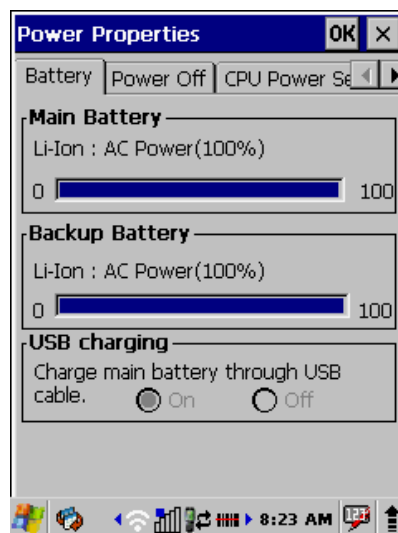 Power Properties OK ×
Battery Power Off CPU Power Se
Main Battery
Li-Ion : AC Power(100%)
0 100
Backup Battery
Li-Ion : AC Power(100%)
0 100
USB charging
Charge main battery through USB
cable. On Off
8:23 AM 123